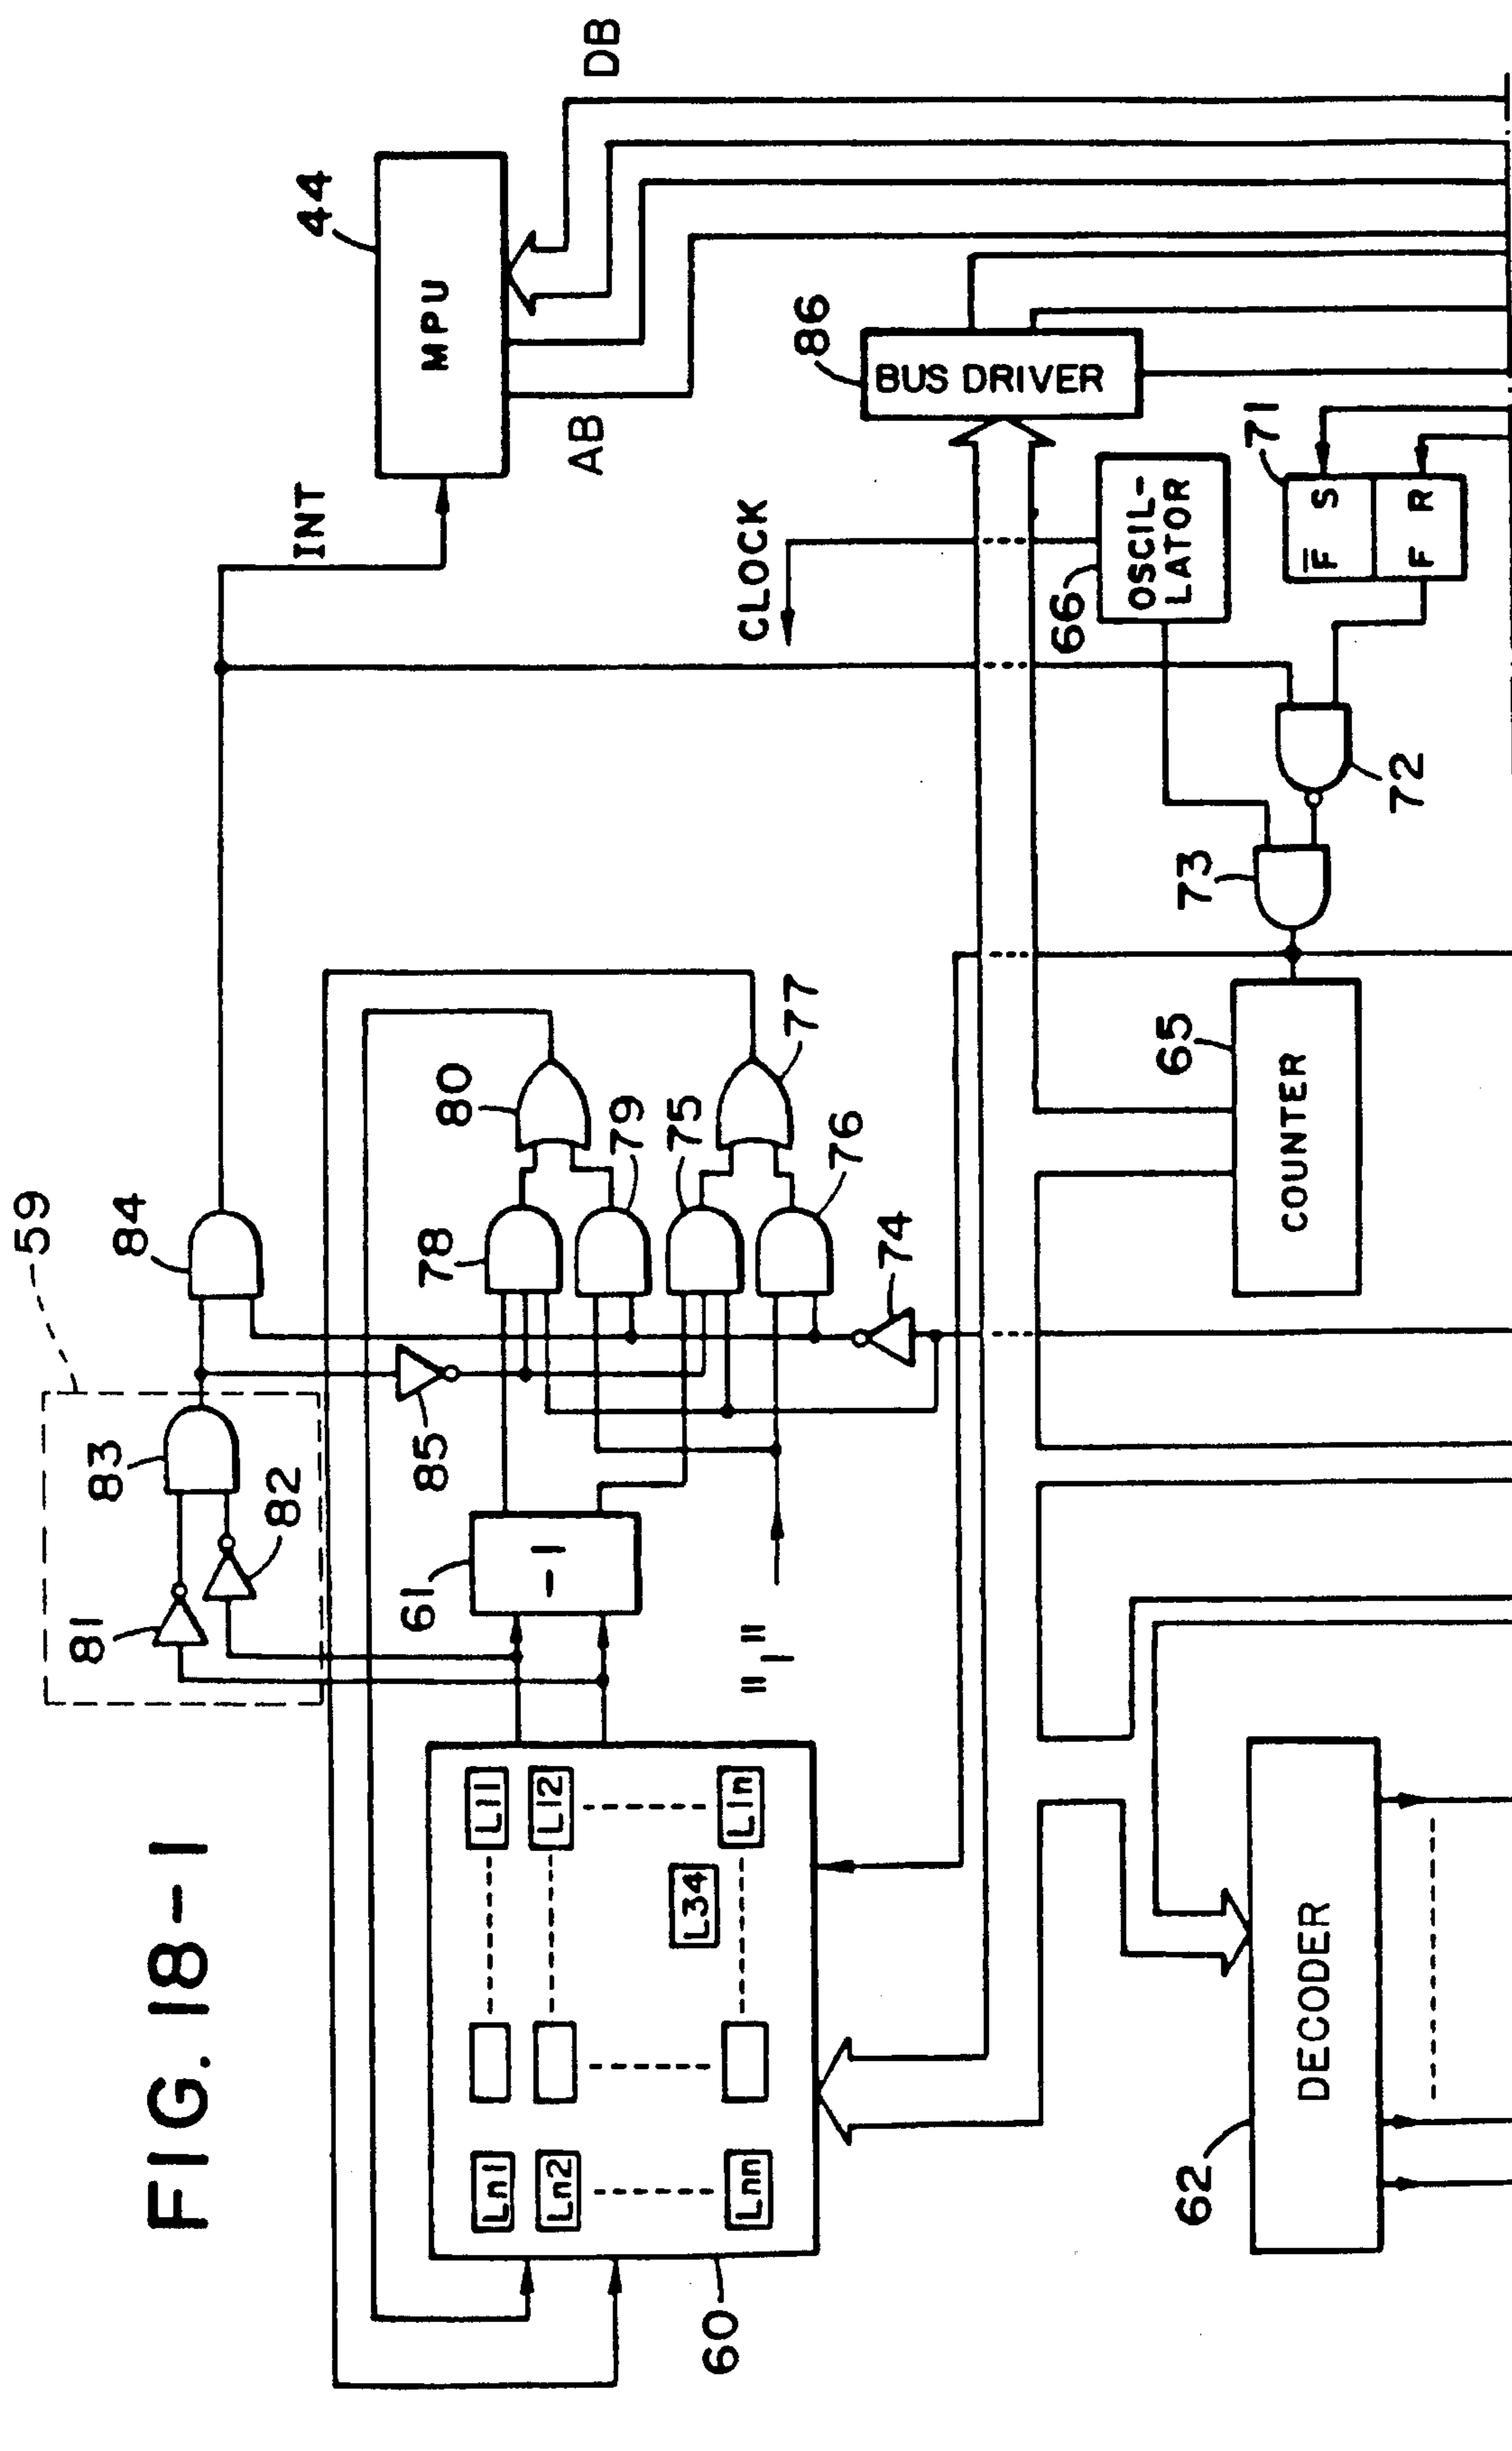 FIG. 18-1
59
81
82
83
84
85
INT
44
MPU
AB
DB
60
Ln1
Ln2
Lnn
L11
L12
L1n
L34
61
-1
"1"
78
79
75
76
74
80
77
CLOCK
86
BUS DRIVER
66
OSCIL-
LATOR
71
F̅ S
F R
72
73
65
COUNTER
62
DECODER